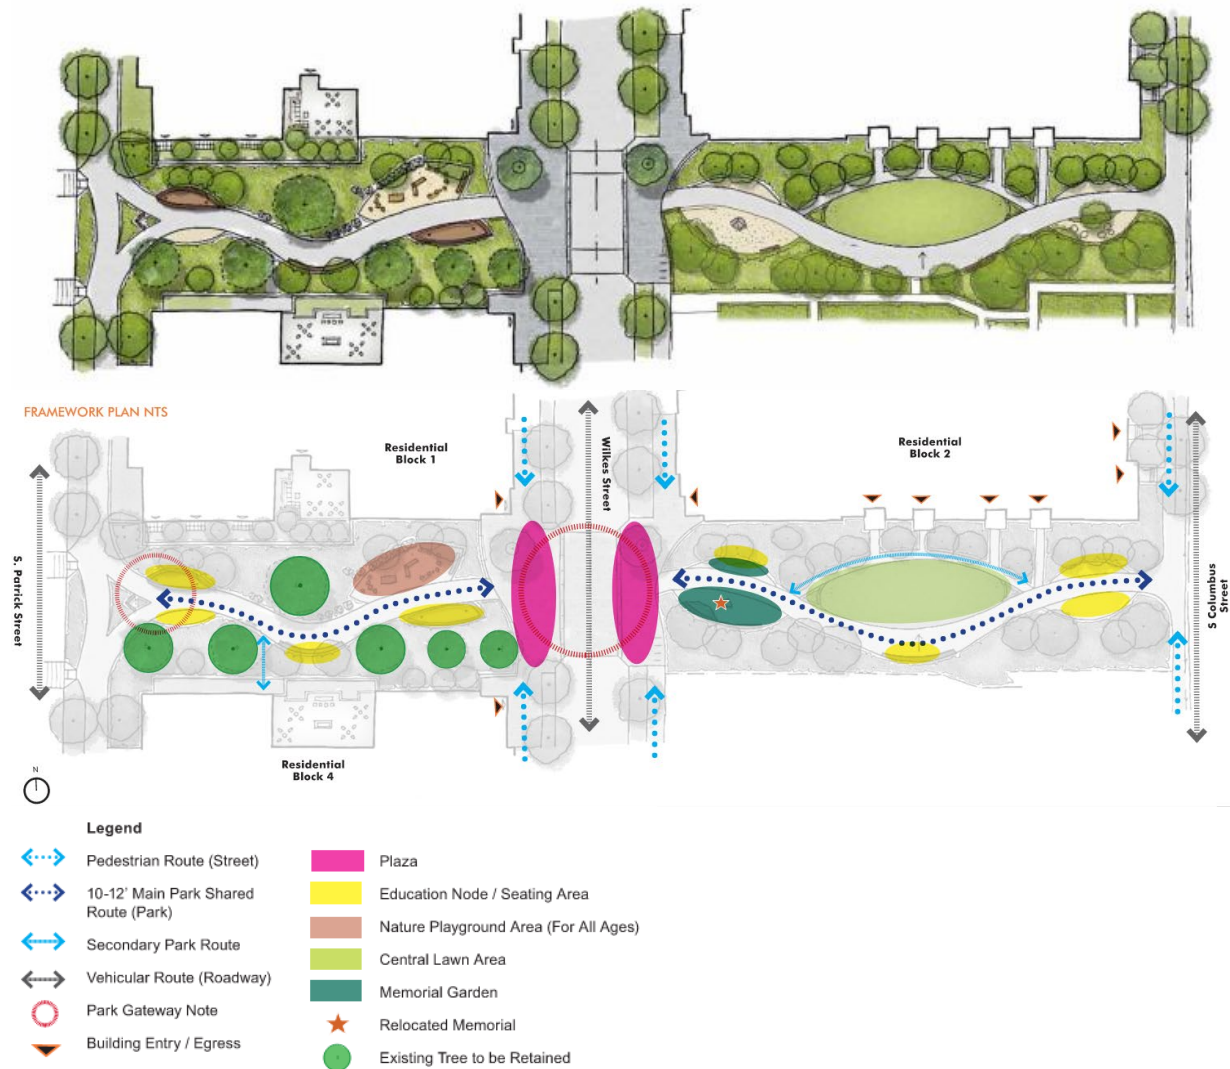 FRAMEWORK PLAN NTS
Residential
Block 1
Residential
Block 2
Wilkes Street
S. Patrick Street
S Columbus
Street
Residential
Block 4
N
Legend
Pedestrian Route (Street)
10-12' Main Park Shared
Route (Park)
Secondary Park Route
Vehicular Route (Roadway)
Park Gateway Note
Building Entry / Egress
Plaza
Education Node / Seating Area
Nature Playground Area (For All Ages)
Central Lawn Area
Memorial Garden
Relocated Memorial
Existing Tree to be Retained